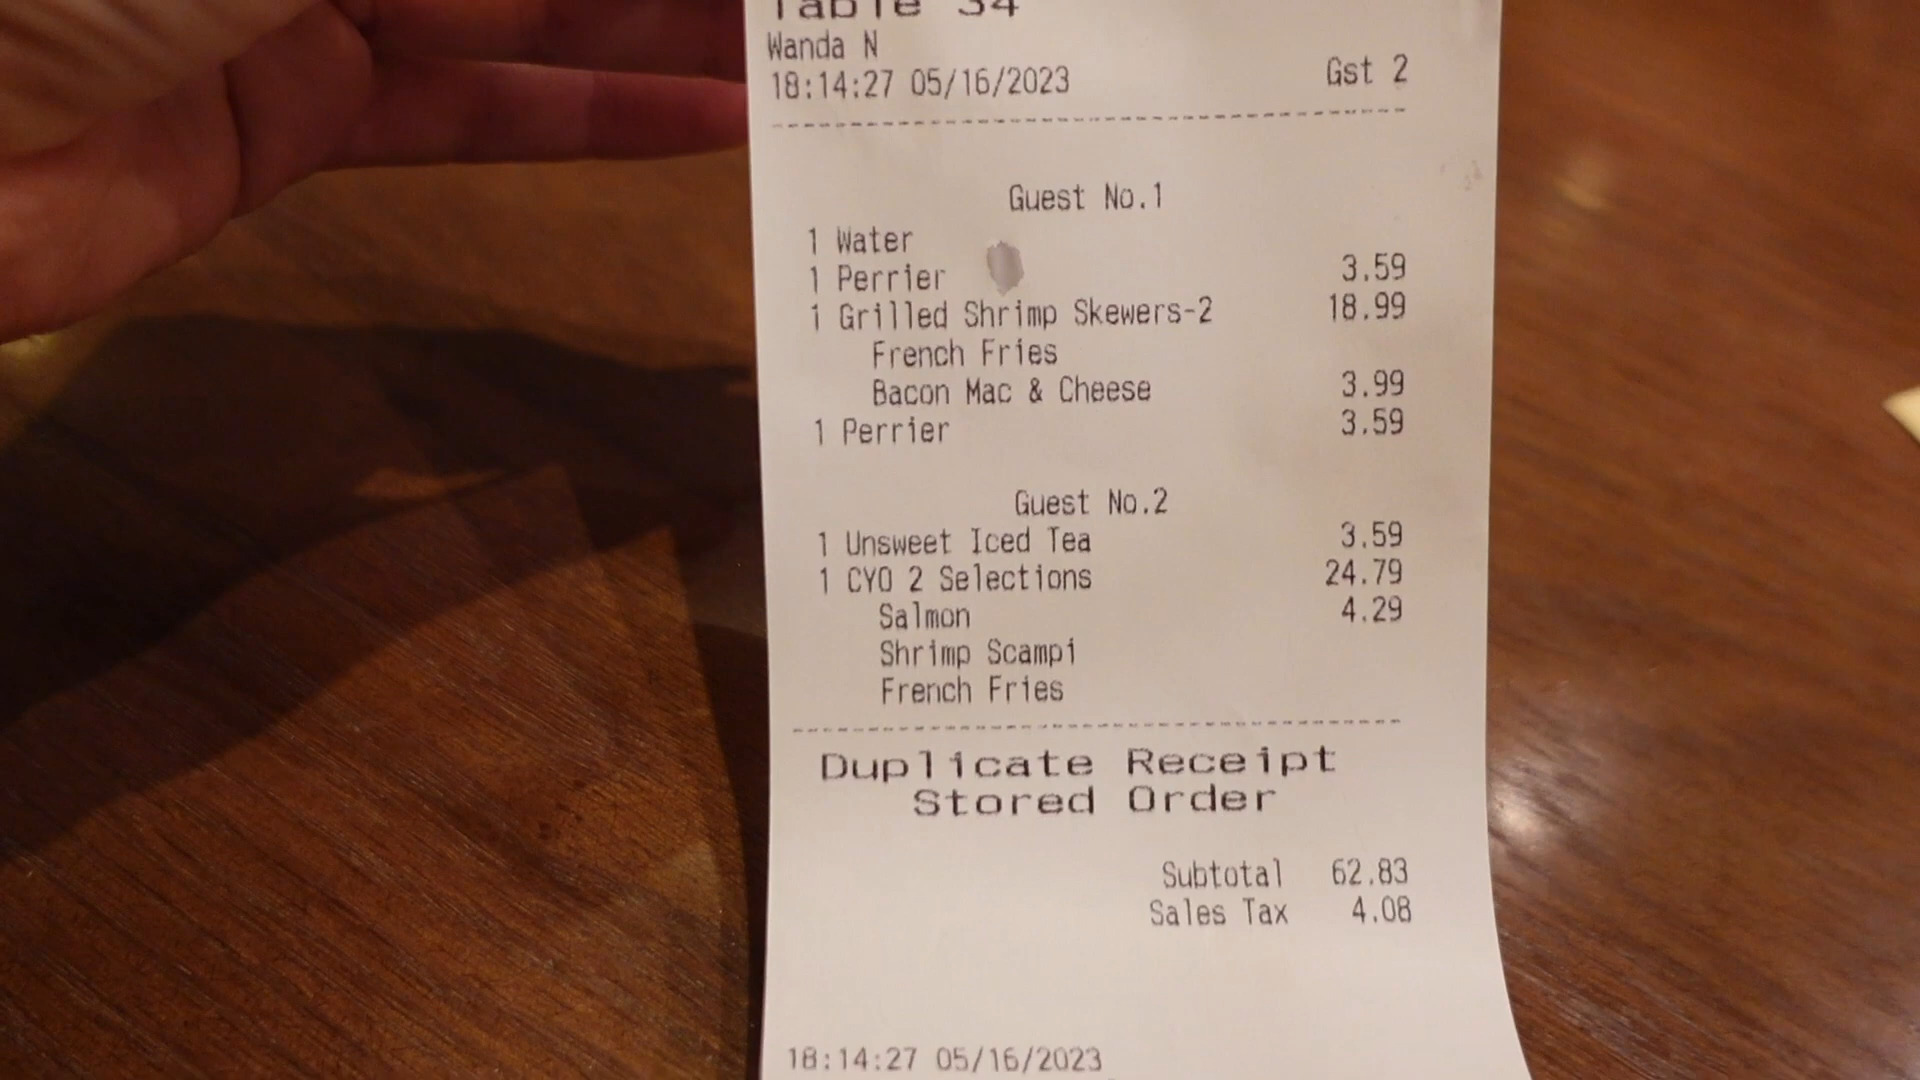 Table 34
Wanda N
18:14:27 05/16/2023 Gst 2
Guest No.1
1 Water
1 Perrier 3.59
1 Grilled Shrimp Skewers-2 18.99
French Fries
Bacon Mac & Cheese 3.99
1 Perrier 3.59
Guest No.2
1 Unsweet Iced Tea 3.59
1 CYO 2 Selections 24.79
Salmon 4.29
Shrimp Scampi
French Fries
Duplicate Receipt
Stored Order
Subtotal 62.83
Sales Tax 4.08
18:14:27 05/16/2023